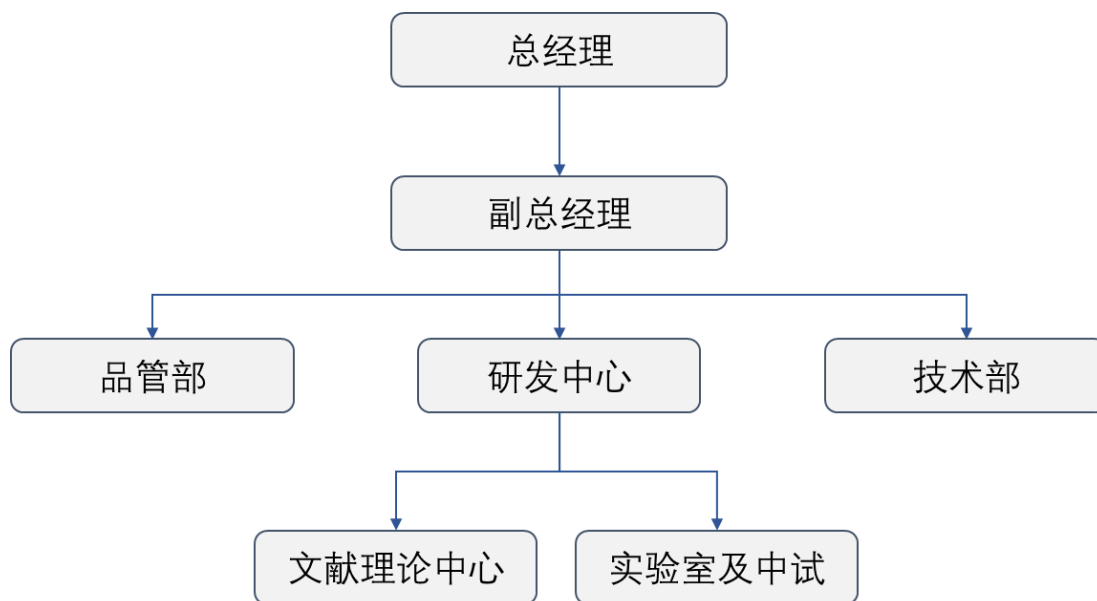 总经理
副总经理
品管部
研发中心
技术部
文献理论中心
实验室及中试